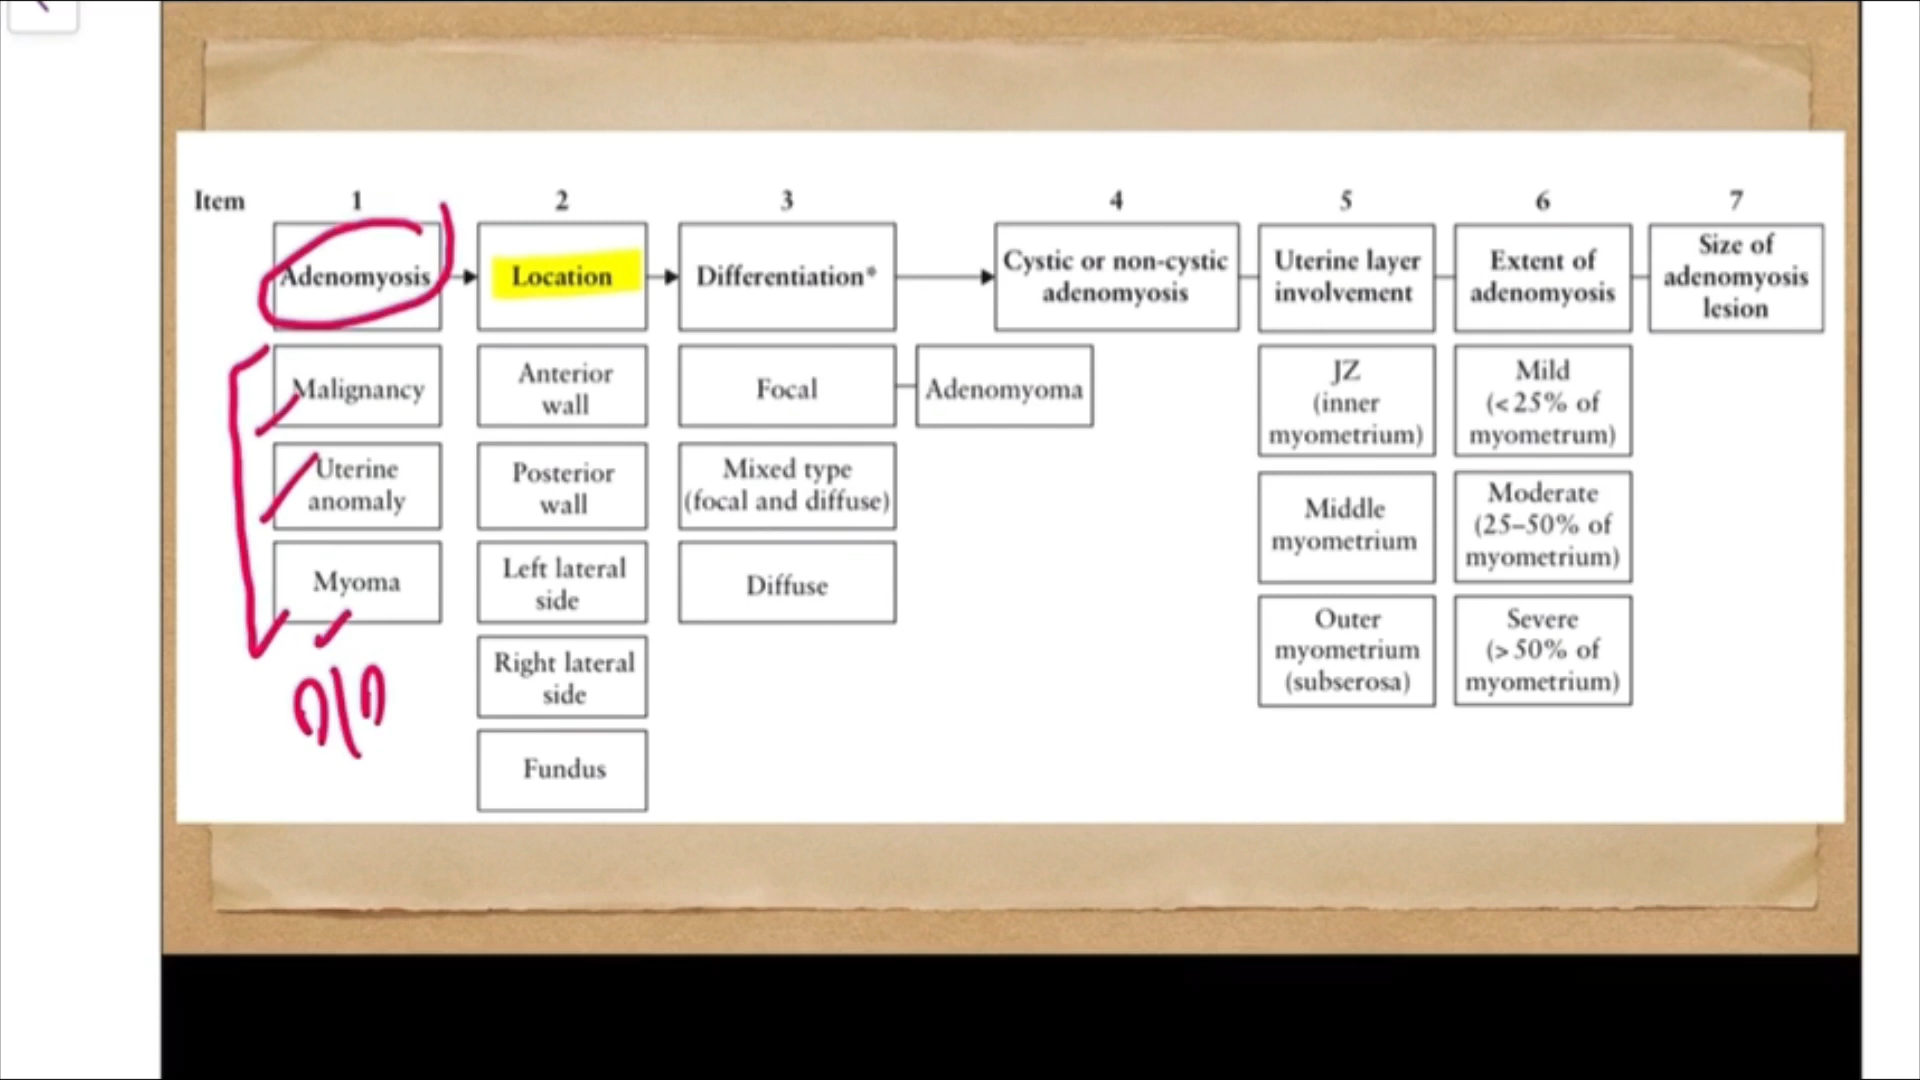 Item 1 2 3 4 5 6 7
Adenomyosis
Malignancy
Uterine
anomaly
Myoma
Location
Anterior
wall
Posterior
wall
Left lateral
side
Right lateral
side
Fundus
Differentiation*
Focal
Adenomyoma
Mixed type
(focal and diffuse)
Diffuse
Cystic or non-cystic
adenomyosis
Uterine layer
involvement
JZ
(inner
myometrium)
Middle
myometrium
Outer
myometrium
(subserosa)
Extent of
adenomyosis
Mild
(<25% of
myometrum)
Moderate
(25–50% of
myometrium)
Severe
(>50% of
myometrium)
Size of
adenomyosis
lesion